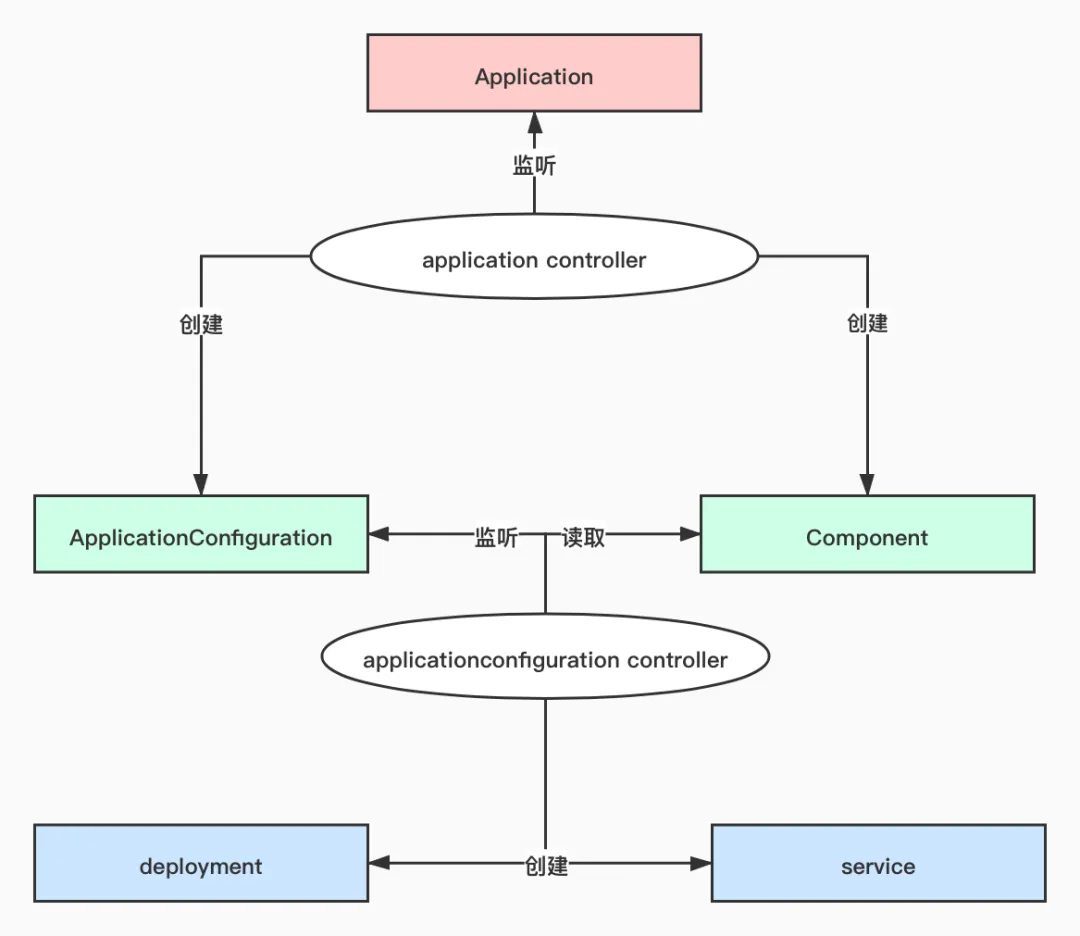 Application
监听
application controller
创建
创建
ApplicationConfiguration
监听
读取
Component
applicationconfiguration controller
deployment
创建
service